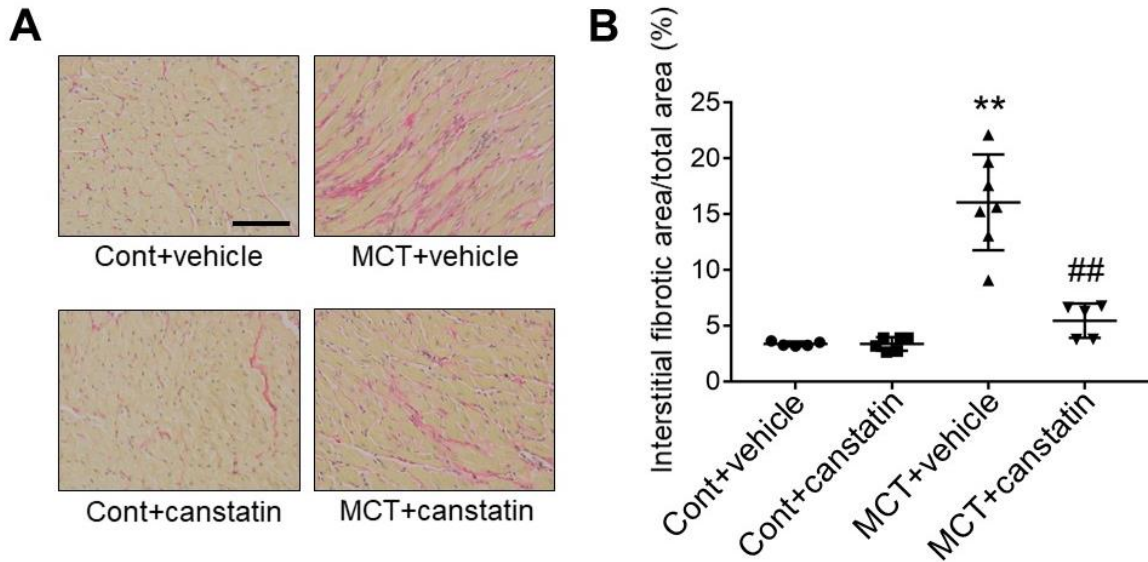 A
Cont+vehicle
MCT+vehicle
Cont+canstatin
MCT+canstatin
B
Interstitial fibrotic area/total area (%)
25
20
15
10
5
0
**
##
Cont+vehicle
Cont+canstatin
MCT+vehicle
MCT+canstatin